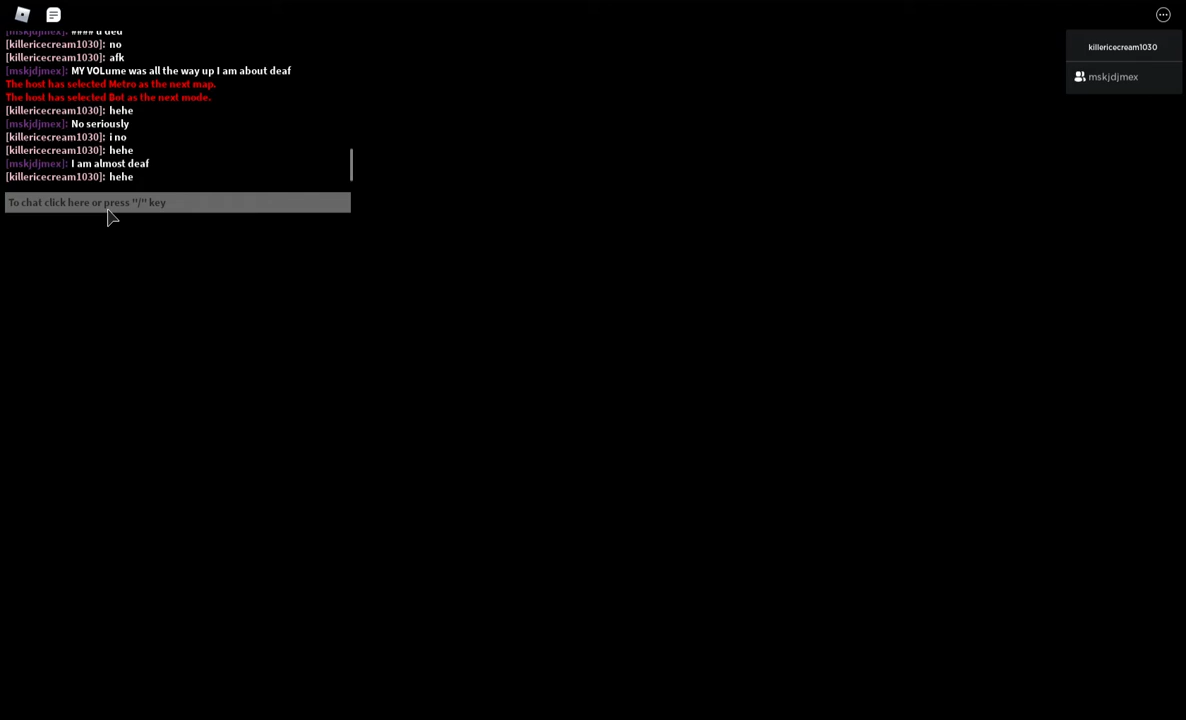 [mskjdjmex]: #### u ded
[killericecream1030]: no
[killericecream1030]: afk
[mskjdjmex]: MY VOLume was all the way up I am about deaf
The host has selected Metro as the next map.
The host has selected Bot as the next mode.
[killericecream1030]: hehe
[mskjdjmex]: No seriously
[killericecream1030]: i no
[killericecream1030]: hehe
[mskjdjmex]: I am almost deaf
[killericecream1030]: hehe
To chat click here or press "/" key
killericecream1030
mskjdjmex